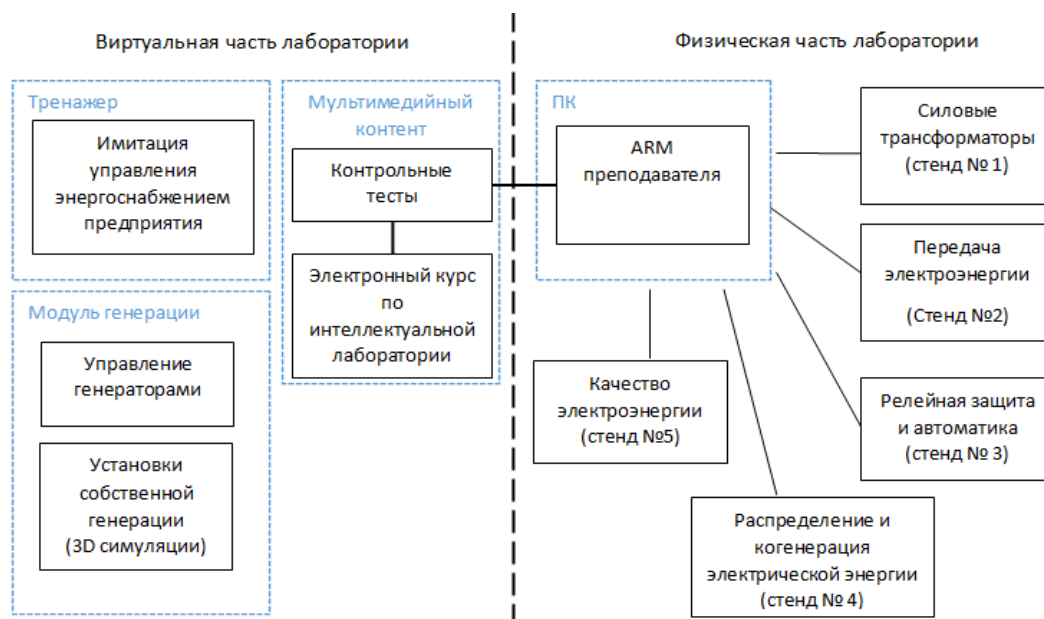 Виртуальная часть лаборатории
Тренажер
Имитация
управления
энергоснабжением
предприятия
Модуль генерации
Управление
генераторами
Установки
собственной
генерации
(3D симуляции)
Мультимедийный
контент
Контрольные
тесты
Электронный курс
по
интеллектуальной
лаборатории
Физическая часть лаборатории
ПК
ARM
преподавателя
Силовые
трансформаторы
(стенд № 1)
Передача
электроэнергии
(Стенд №2)
Релейная защита
и автоматика
(стенд № 3)
Распределение и
когенерация
электрической энергии
(стенд № 4)
Качество
электроэнергии
(стенд №5)